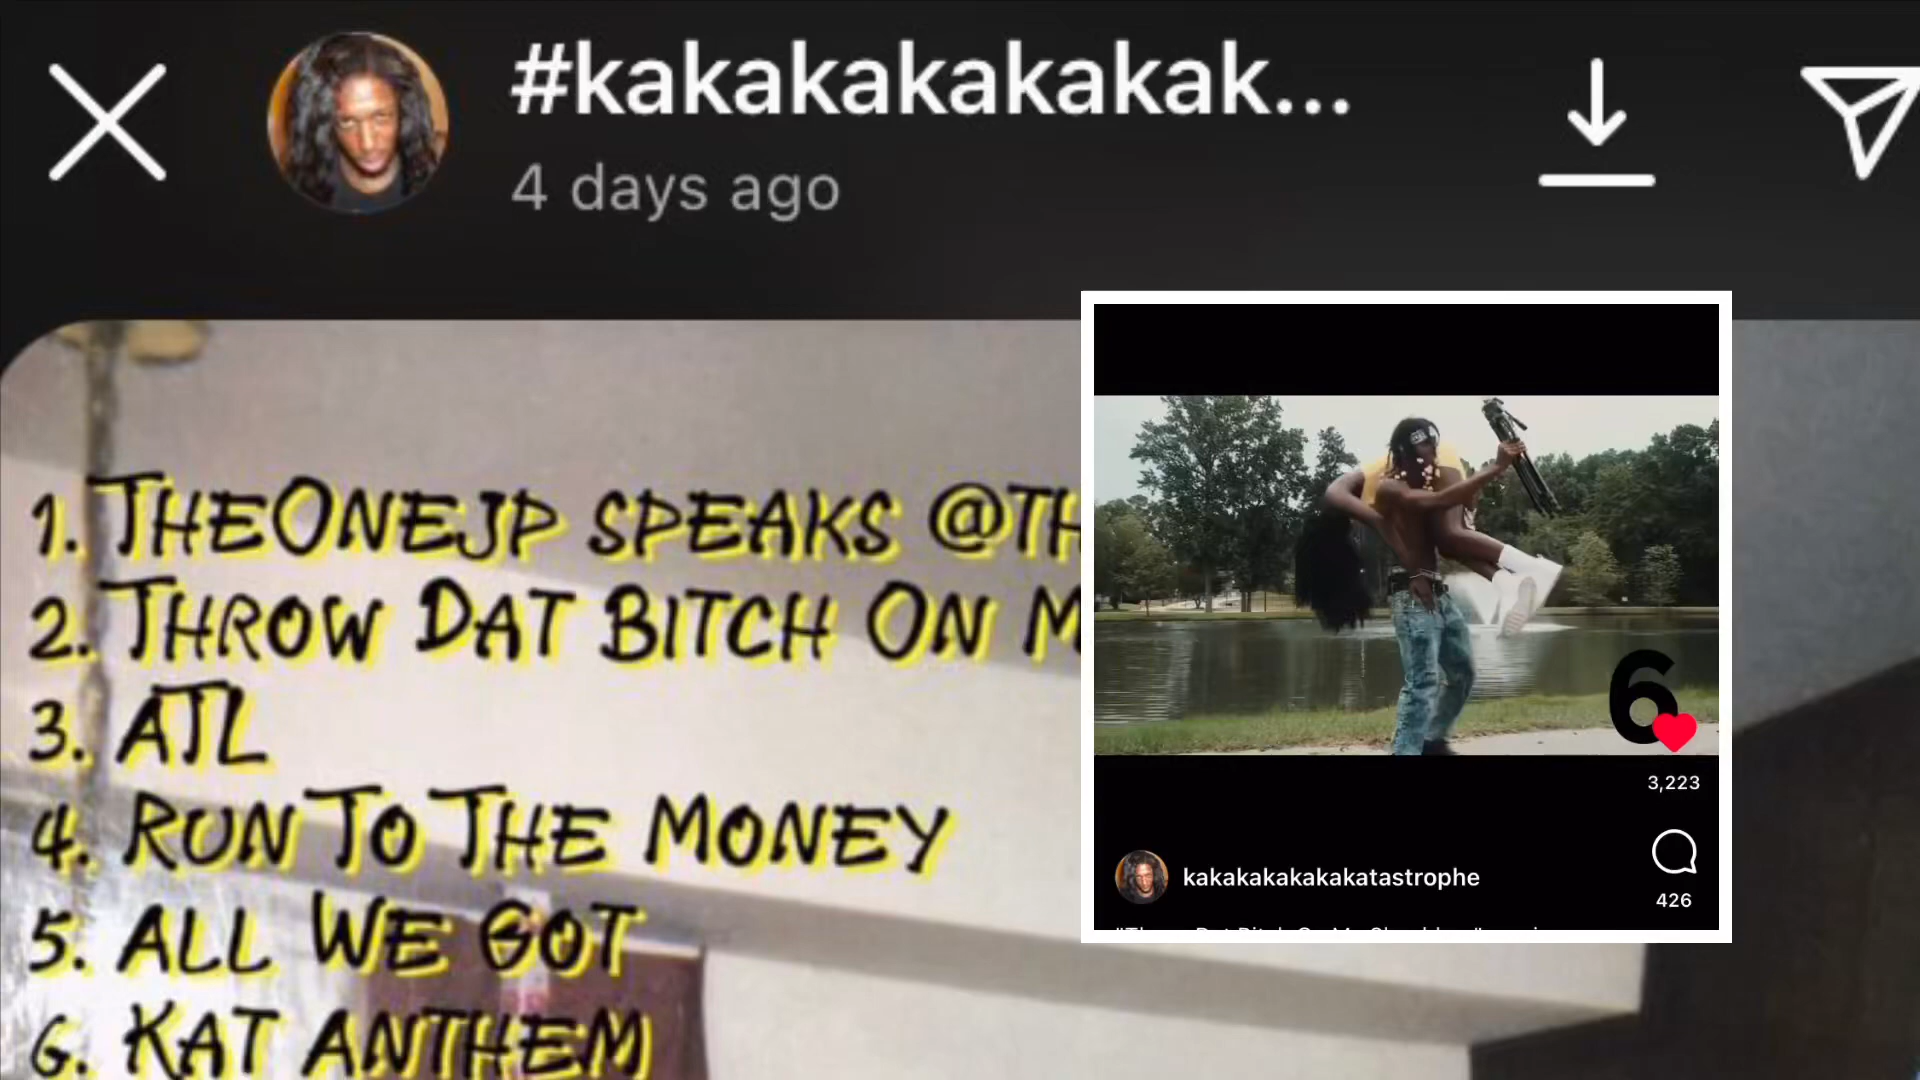 #kakakakakakakak...
4 days ago
1. THEONEJP SPEAKS @TH
2. THROW DAT BITCH ON M
3. ATL
4. RUN TO THE MONEY
5. ALL WE GOT
6. KAT ANTHEM
6
3,223
kakakakakakakatastrophe
426